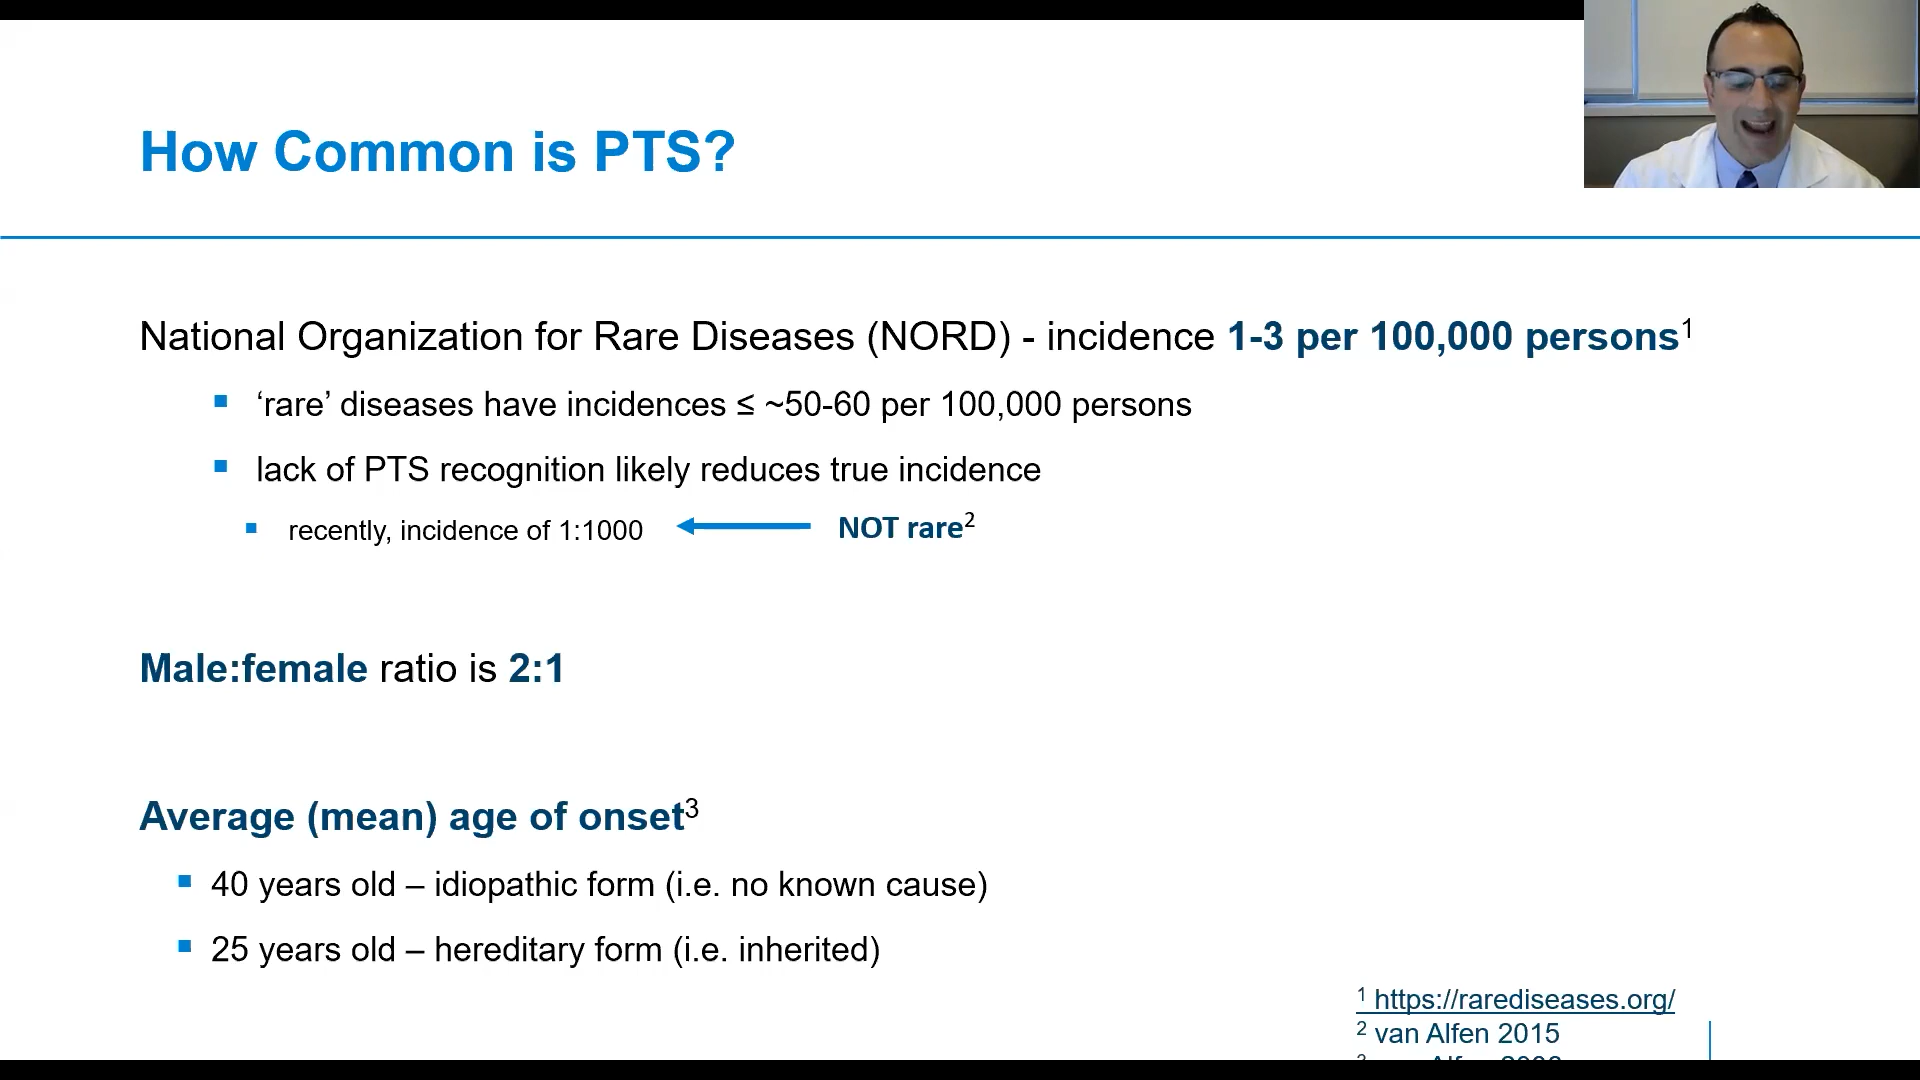 How Common is PTS?
National Organization for Rare Diseases (NORD) - incidence 1-3 per 100,000 persons¹
‘rare’ diseases have incidences ≤ ~50-60 per 100,000 persons
lack of PTS recognition likely reduces true incidence
recently, incidence of 1:1000 NOT rare²
Male:female ratio is 2:1
Average (mean) age of onset³
40 years old – idiopathic form (i.e. no known cause)
25 years old – hereditary form (i.e. inherited)
¹ https://rarediseases.org/
² van Alfen 2015